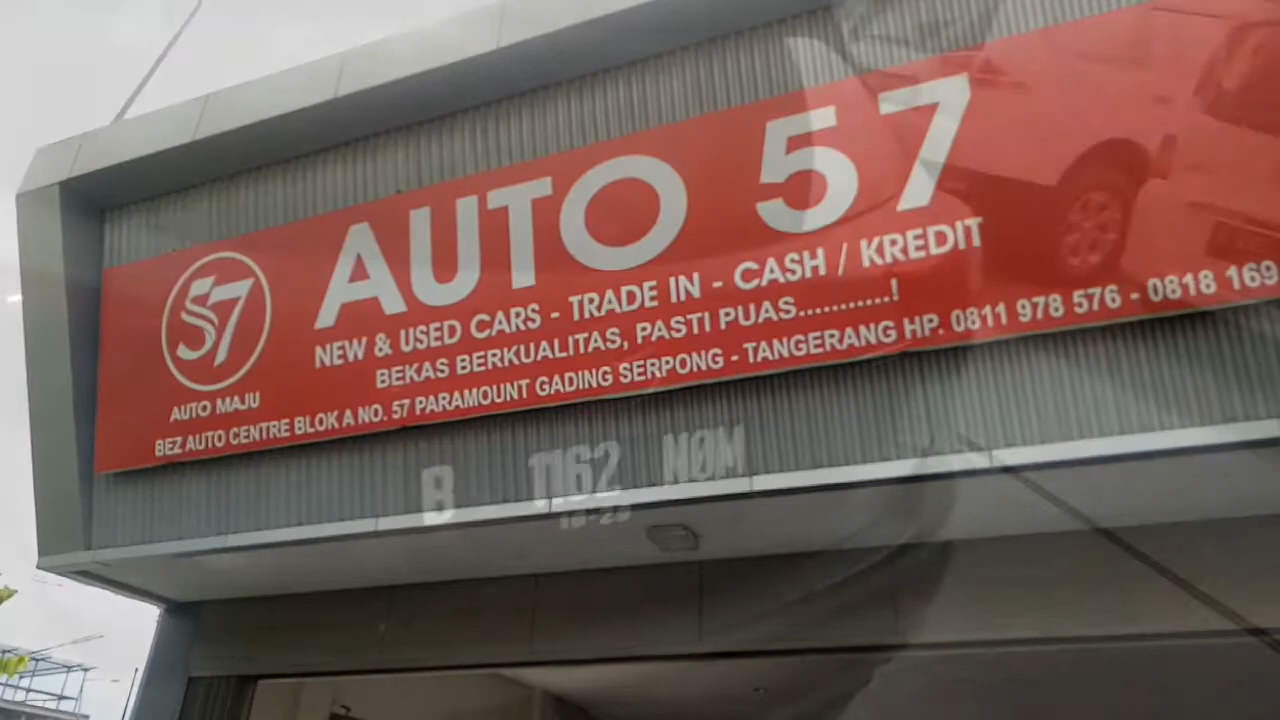 AUTO 57
57
NEW & USED CARS - TRADE IN - CASH / KREDIT
BEKAS BERKUALITAS, PASTI PUAS...........!
AUTO MAJU
BEZ AUTO CENTRE BLOK A NO. 57 PARAMOUNT GADING SERPONG - TANGERANG HP. 0811 978 576 - 0818 169
B 1162 NOM